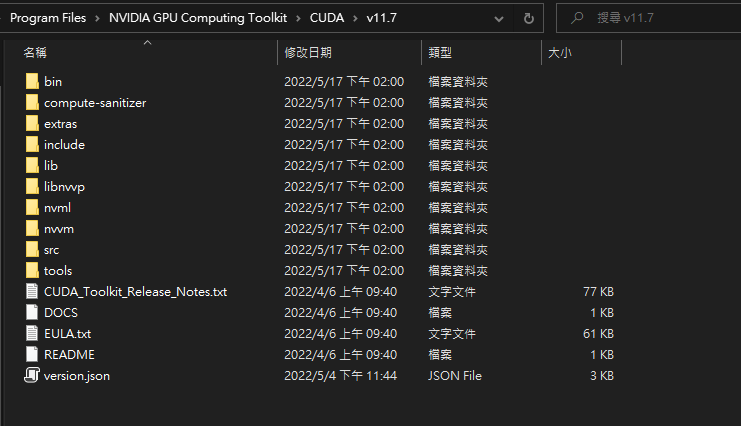 Program Files > NVIDIA GPU Computing Toolkit > CUDA > v11.7 搜尋 v11.7
名稱 修改日期 類型 大小
bin 2022/5/17 下午 02:00 檔案資料夾
compute-sanitizer 2022/5/17 下午 02:00 檔案資料夾
extras 2022/5/17 下午 02:00 檔案資料夾
include 2022/5/17 下午 02:00 檔案資料夾
lib 2022/5/17 下午 02:00 檔案資料夾
libnvvp 2022/5/17 下午 02:00 檔案資料夾
nvml 2022/5/17 下午 02:00 檔案資料夾
nvvm 2022/5/17 下午 02:00 檔案資料夾
src 2022/5/17 下午 02:00 檔案資料夾
tools 2022/5/17 下午 02:00 檔案資料夾
CUDA_Toolkit_Release_Notes.txt 2022/4/6 上午 09:40 文字文件 77 KB
DOCS 2022/4/6 上午 09:40 檔案 1 KB
EULA.txt 2022/4/6 上午 09:40 文字文件 61 KB
README 2022/4/6 上午 09:40 檔案 1 KB
version.json 2022/5/4 下午 11:44 JSON File 3 KB